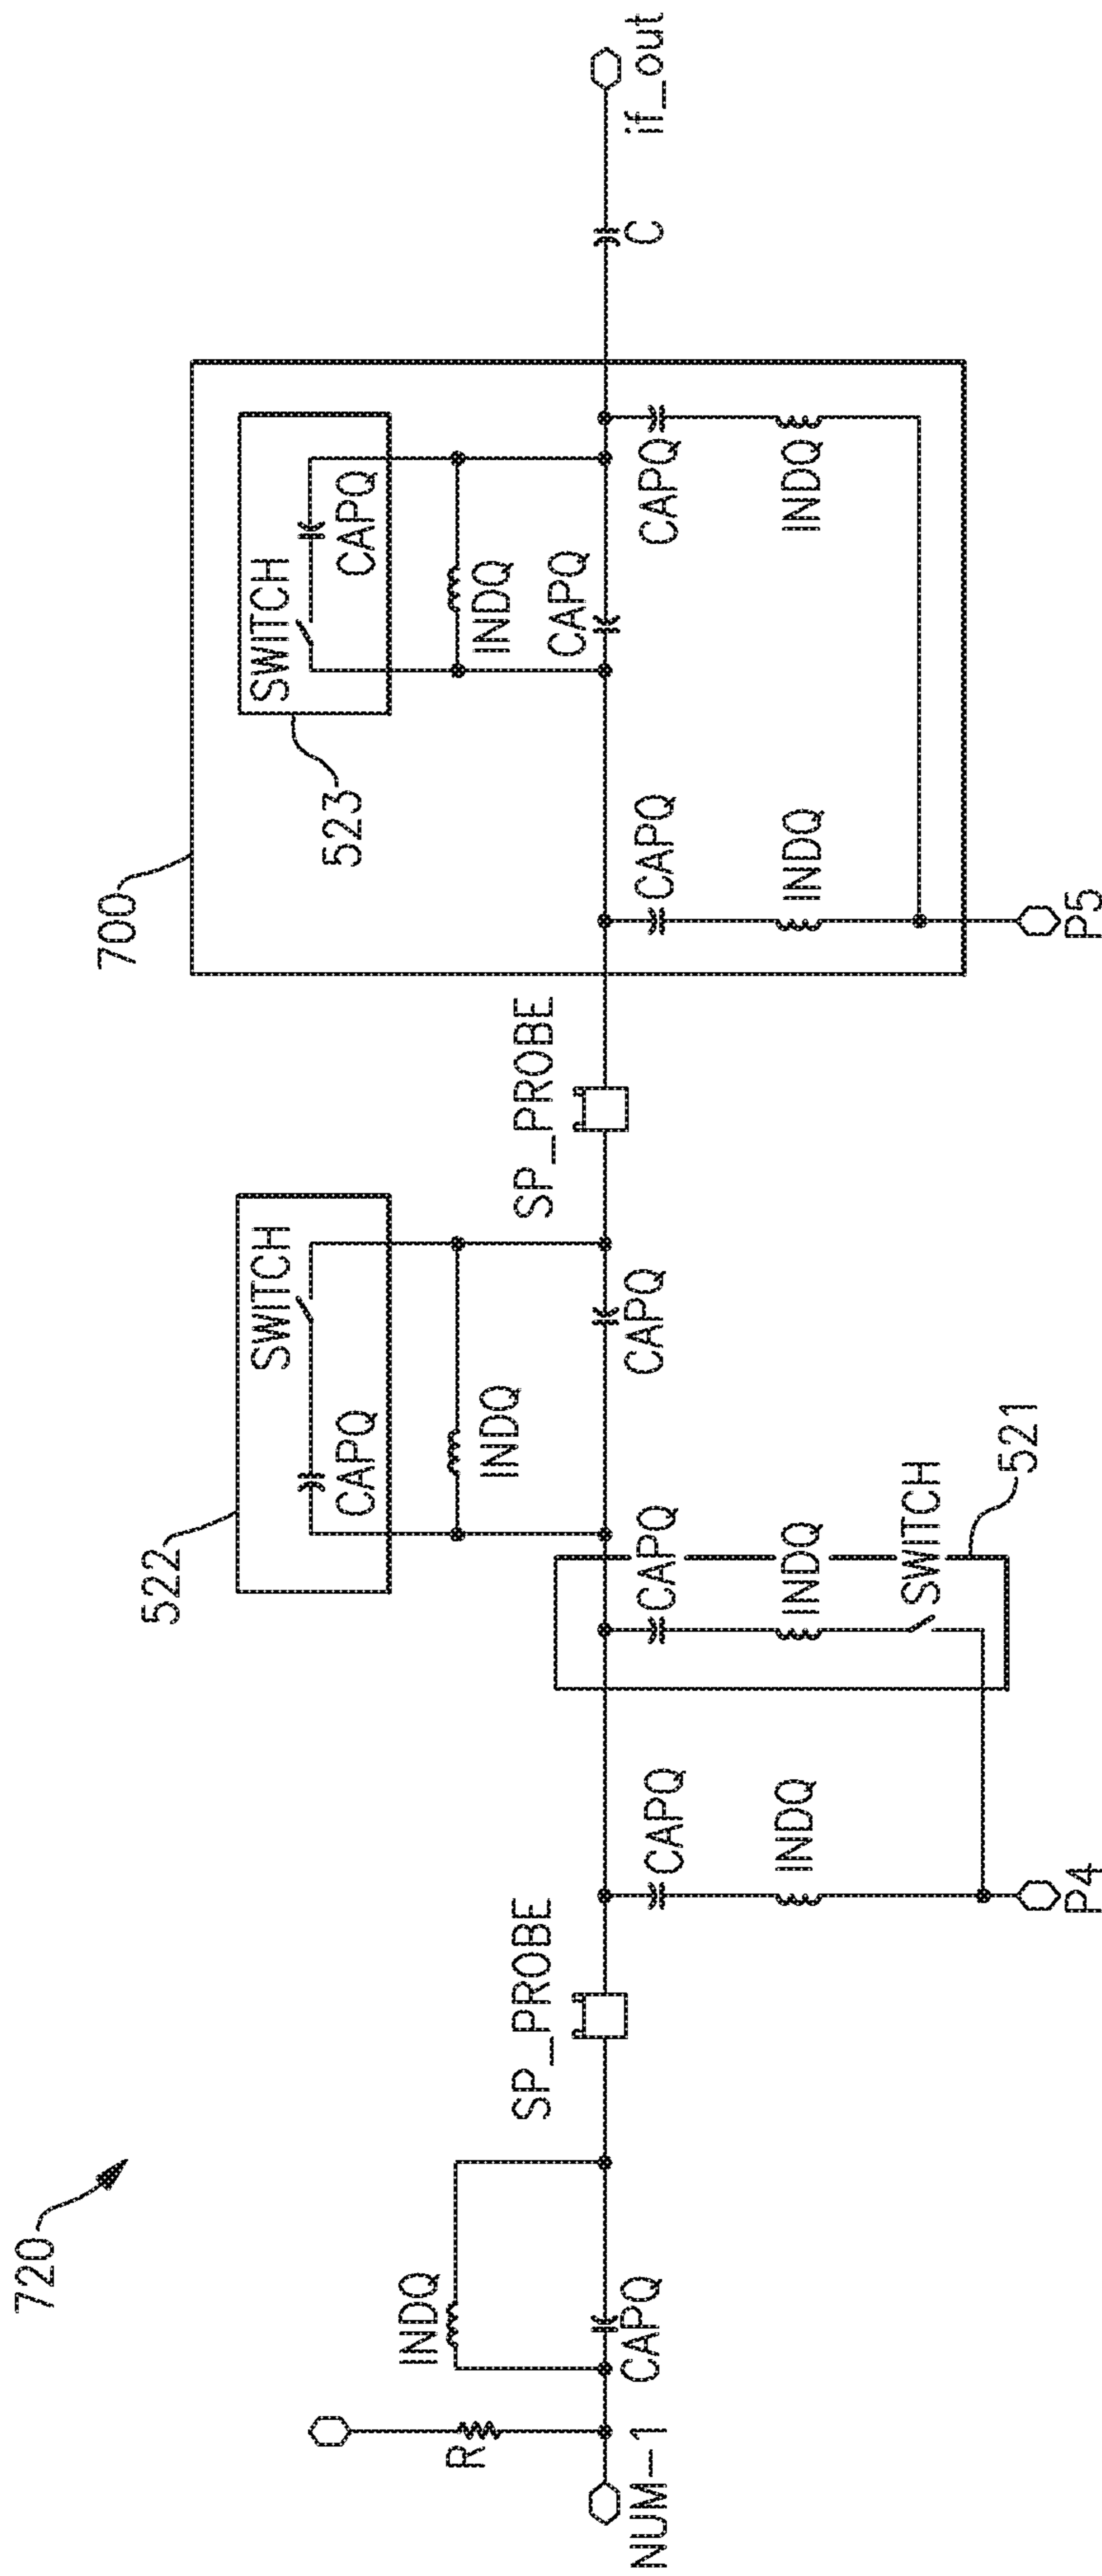 720
NUM-1
R
INDQ
CAPQ
SP_PROBE
CAPQ
INDQ
P4
CAPQ
INDQ
SWITCH
521
522
CAPQ
SWITCH
INDQ
CAPQ
SP_PROBE
700
523
SWITCH
CAPQ
INDQ
CAPQ
CAPQ
INDQ
P5
CAPQ
INDQ
C
if_out